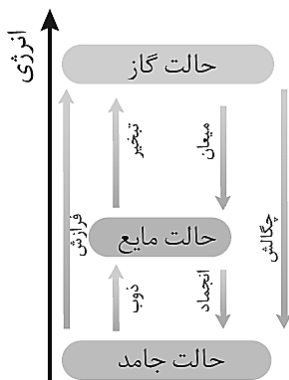 انرژی
حالت گاز
تبخیر
میعان
فرازش
چگالش
حالت مایع
ذوب
انجماد
حالت جامد